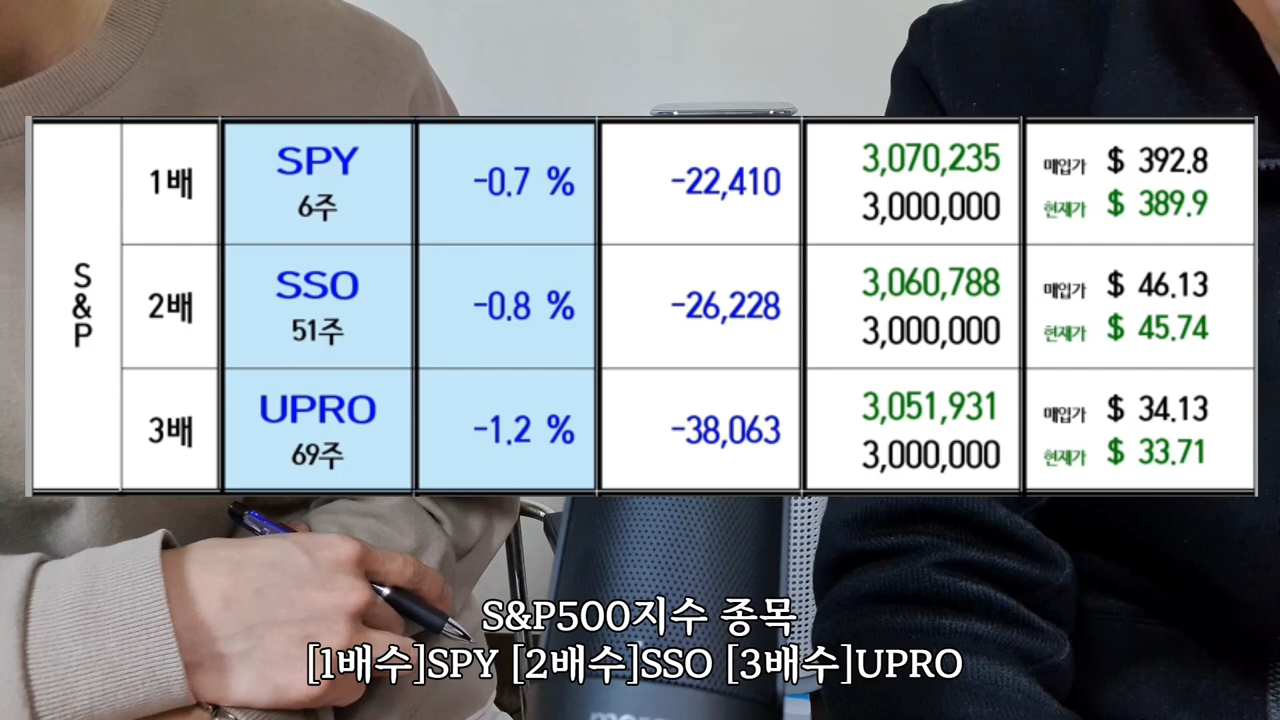 S&P
1배
SPY
6주
-0.7 %
-22,410
3,070,235
3,000,000
매입가 $ 392.8
현재가 $ 389.9
2배
SSO
51주
-0.8 %
-26,228
3,060,788
3,000,000
매입가 $ 46.13
현재가 $ 45.74
3배
UPRO
69주
-1.2 %
-38,063
3,051,931
3,000,000
매입가 $ 34.13
현재가 $ 33.71
S&P500지수 종목
[1배수]SPY [2배수]SSO [3배수]UPRO